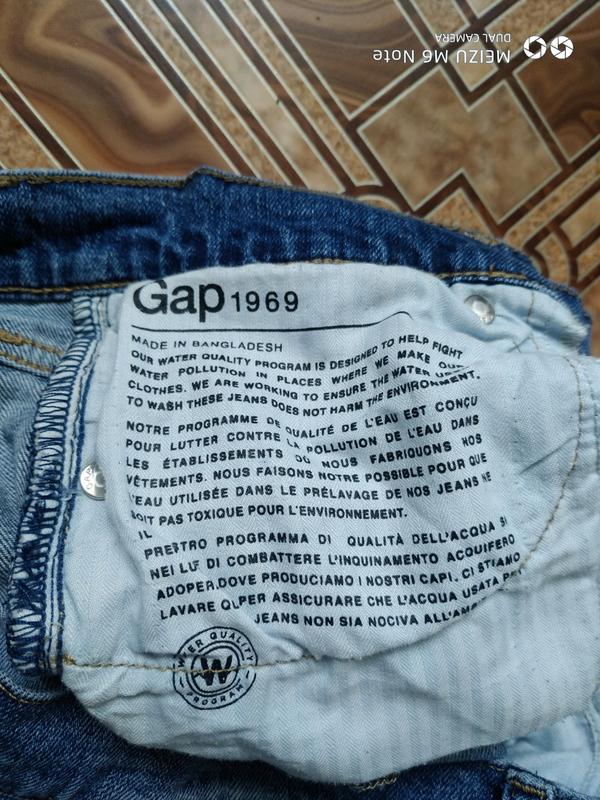 MEIZU M6 Note
DUAL CAMERA
Gap 1969
MADE IN BANGLADESH
OUR WATER QUALITY PROGRAM IS DESIGNED TO HELP FIGHT
WATER POLLUTION IN PLACES WHERE WE MAKE OUR
CLOTHES. WE ARE WORKING TO ENSURE THE WATER
TO WASH THESE JEANS DOES NOT HARM THE ENVIRONMENT.
NOTRE PROGRAMME DE QUALITÉ DE L'EAU EST CONÇU
POUR LUTTER CONTRE LA POLLUTION DE L'EAU DANS
LES ÉTABLISSEMENTS OÙ NOUS FABRIQUONS NOS
VÊTEMENTS. NOUS FAISONS NOTRE POSSIBLE POUR QUE
L'EAU UTILISÉE DANS LE PRÉLAVAGE DE NOS JEANS NE
SOIT PAS TOXIQUE POUR L'ENVIRONNEMENT.
IL
PROGRAMMA DI QUALITÀ DELL'ACQUA SI
NEI DI COMBATTERE L'INQUINAMENTO ACQUIFERO
DOVE PRODUCIAMO I NOSTRI CAPI. CI STIAMO
LAVARE PER ASSICURARE CHE L'ACQUA USATA PER
JEANS NON SIA NOCIVA
WATER QUALITY
W
PROGRAM